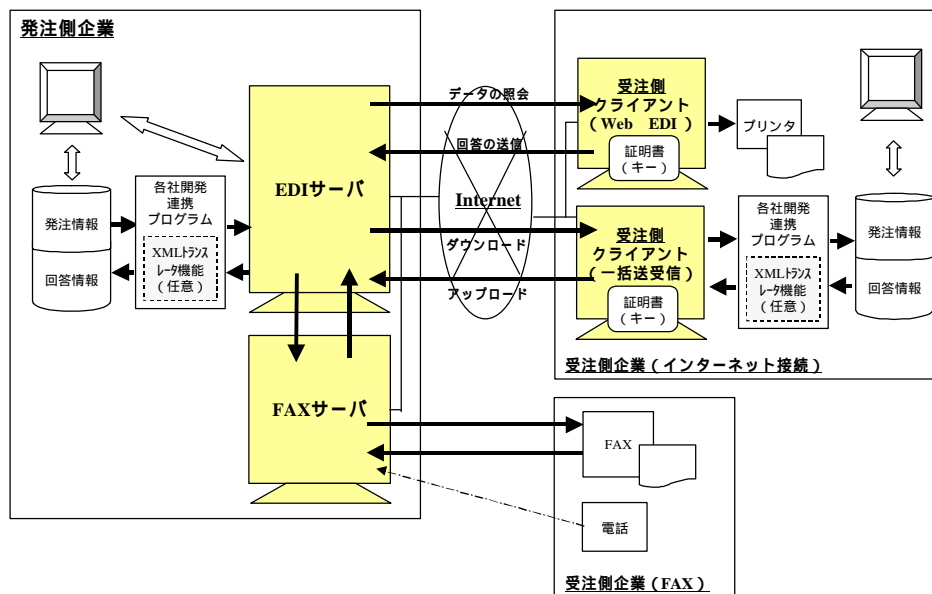 発注側企業
発注情報
回答情報
各社開発
連携
プログラム
XMLトランス
レータ機能
(任意)
EDIサーバ
FAXサーバ
データの照会
回答の送信
Internet
ダウンロード
アップロード
受注側
クライアント
(Web EDI)
証明書
(キー)
プリンタ
受注側
クライアント
(一括送受信)
証明書
(キー)
各社開発
連携
プログラム
XMLトランス
レータ機能
(任意)
発注情報
回答情報
受注側企業(インターネット接続)
FAX
電話
受注側企業(FAX)